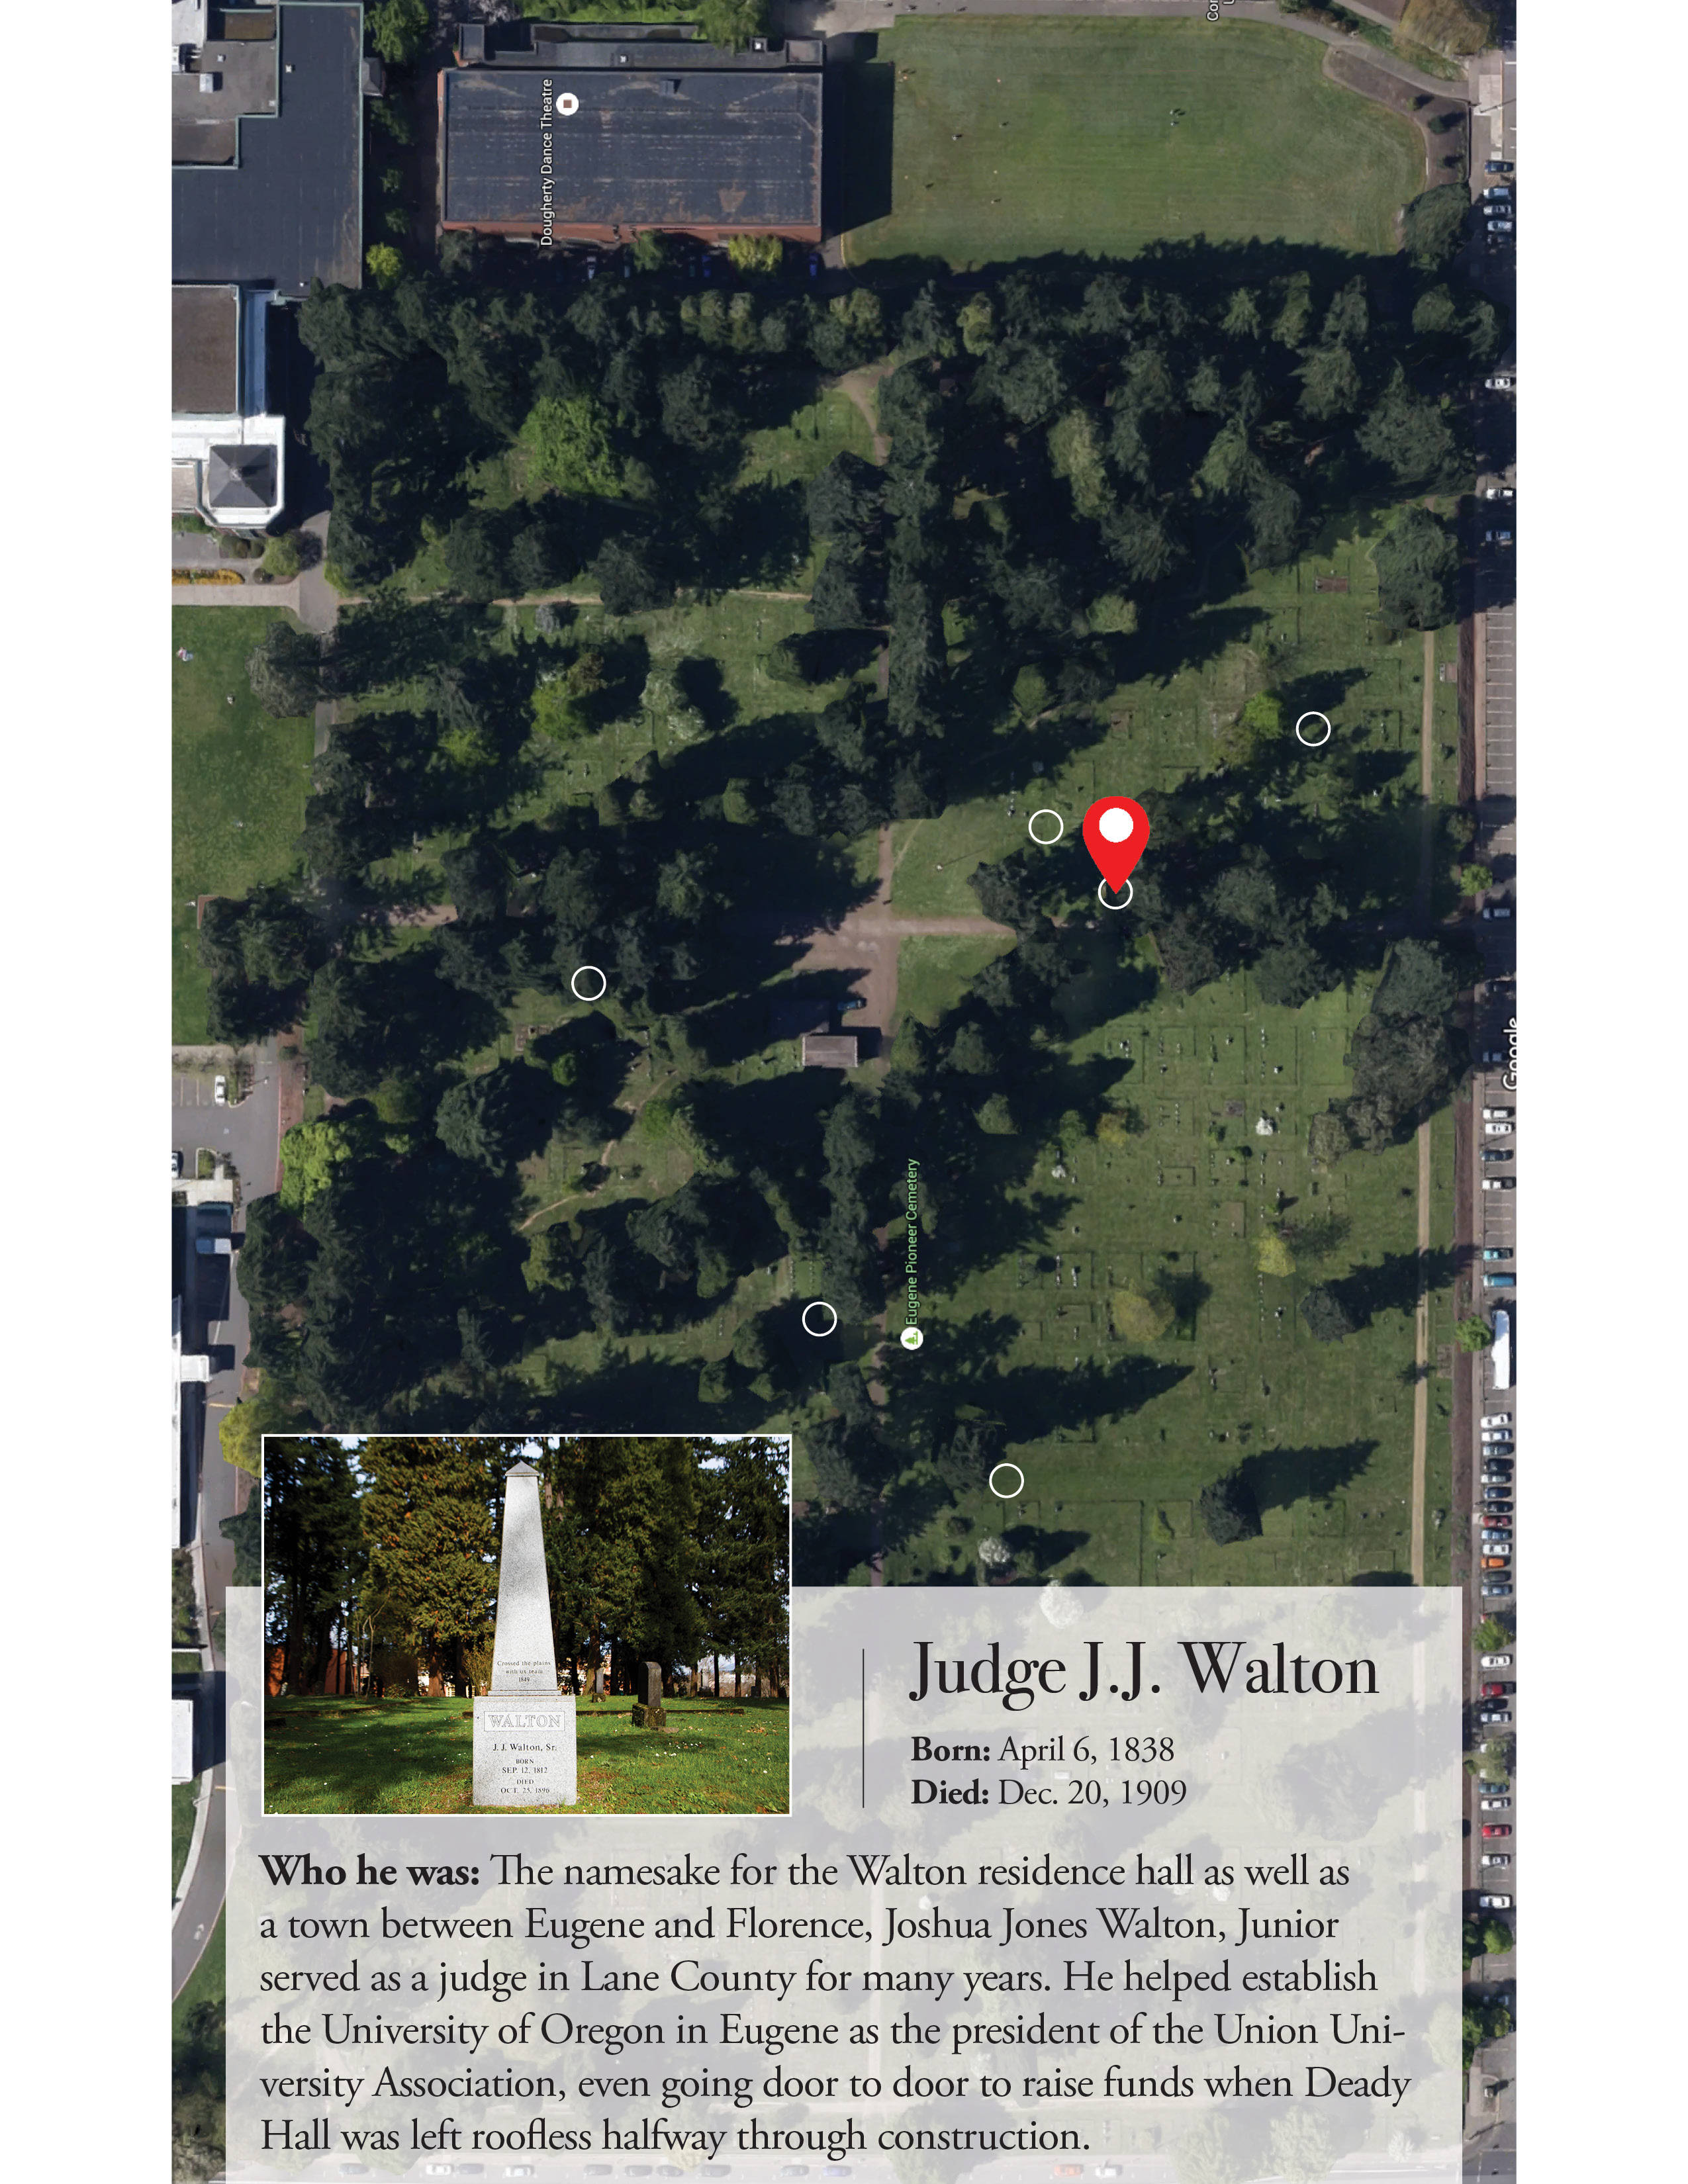 Dougherty Dance Theatre
Google
Eugene Pioneer Cemetery
Crossed the plains
with ox team
1849
WALTON
J. J. Walton, Sr.
BORN
SEP. 12, 1812
DIED
OCT. 25, 1896
Judge J.J. Walton
Born: April 6, 1838
Died: Dec. 20, 1909
Who he was: The namesake for the Walton residence hall as well as
a town between Eugene and Florence, Joshua Jones Walton, Junior
served as a judge in Lane County for many years. He helped establish
the University of Oregon in Eugene as the president of the Union Uni-
versity Association, even going door to door to raise funds when Deady
Hall was left roofless halfway through construction.